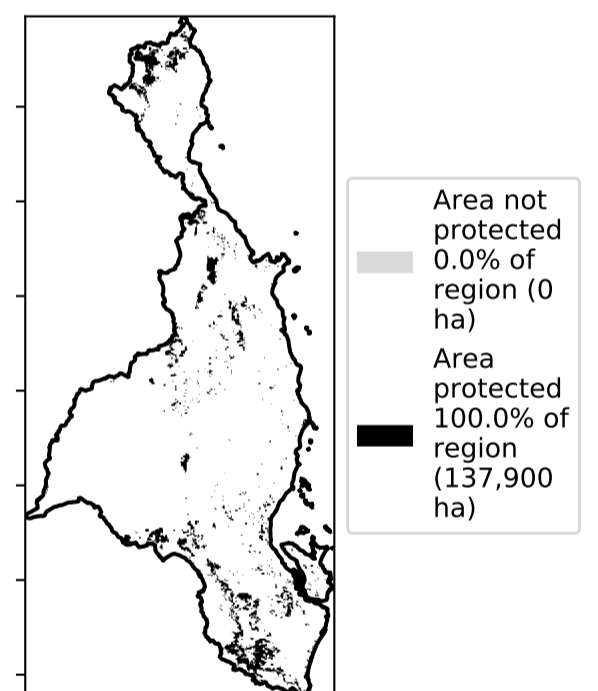 Area not
protected
0.0% of
region (0
ha)
Area
protected
100.0% of
region
(137,900
ha)